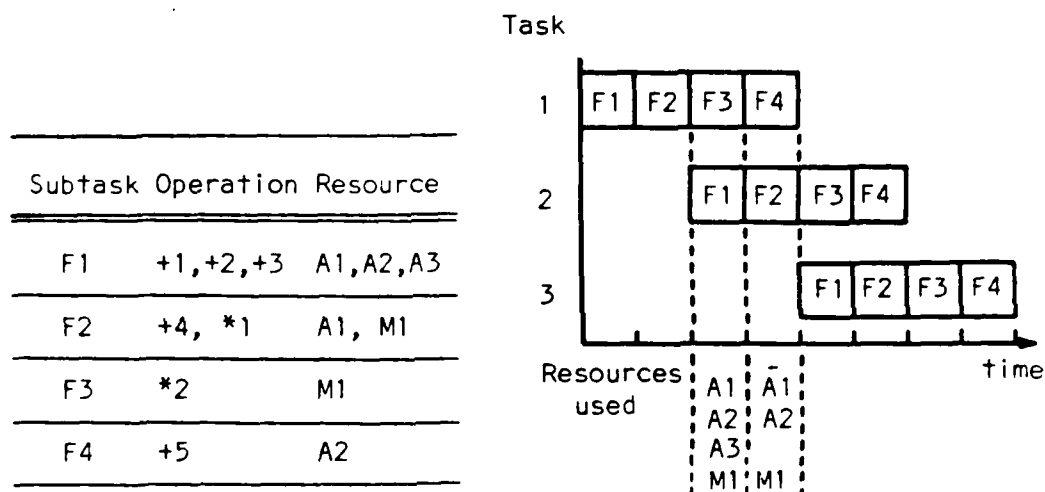 Subtask Operation Resource
F1 +1,+2,+3 A1,A2,A3
F2 +4, *1 A1, M1
F3 *2 M1
F4 +5 A2
Task
1 F1 F2 F3 F4
2 F1 F2 F3 F4
3 F1 F2 F3 F4
time
Resources used
A1 A1
A2 A2
A3
M1 M1